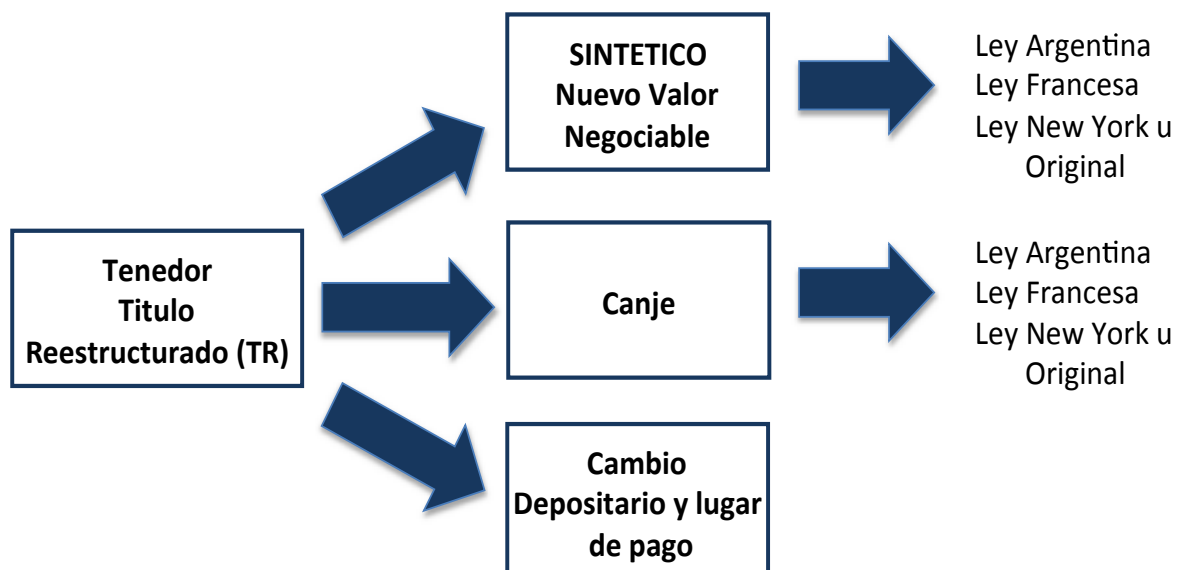 SINTETICO
Nuevo Valor
Negociable
Ley Argentina
Ley Francesa
Ley New York u
Original
Tenedor
Titulo
Reestructurado (TR)
Canje
Ley Argentina
Ley Francesa
Ley New York u
Original
Cambio
Depositario y lugar
de pago